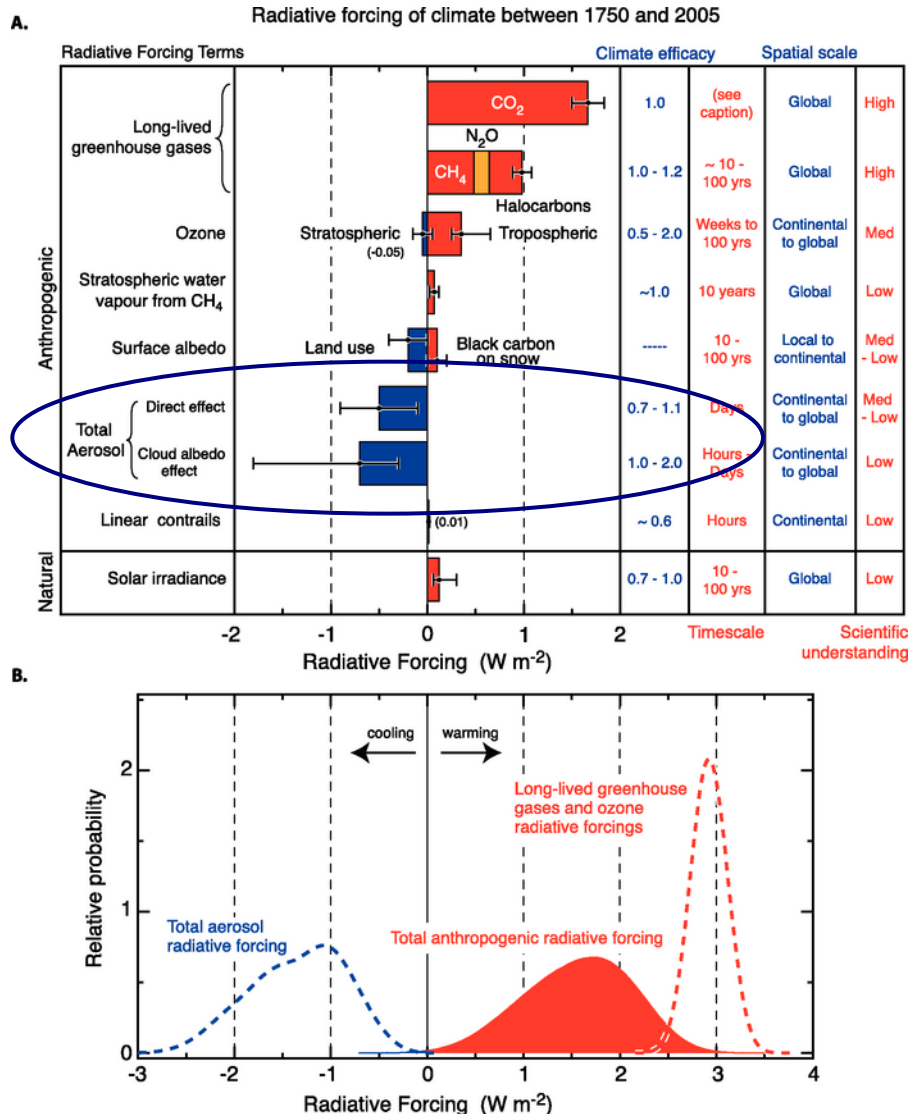 Radiative forcing of climate between 1750 and 2005
A.
Radiative Forcing Terms
Climate efficacy
Spatial scale
Anthropogenic
Long-lived
greenhouse gases
CO2
1.0
(see
caption)
Global
High
N2O
CH4
Halocarbons
1.0 - 1.2
~ 10 -
100 yrs
Global
High
Ozone
Stratospheric
(-0.05)
Tropospheric
0.5 - 2.0
Weeks to
100 yrs
Continental
to global
Med
Stratospheric water
vapour from CH4
~1.0
10 years
Global
Low
Surface albedo
Land use
Black carbon
on snow
-----
10 -
100 yrs
Local to
continental
Med
- Low
Total
Aerosol
Direct effect
0.7 - 1.1
Days
Continental
to global
Med
- Low
Cloud albedo
effect
1.0 - 2.0
Hours -
Days
Continental
to global
Low
Linear contrails
(0.01)
~ 0.6
Hours
Continental
Low
Natural
Solar irradiance
0.7 - 1.0
10 -
100 yrs
Global
Low
-2 -1 0 1 2
Timescale
Scientific
understanding
Radiative Forcing (W m-2)
B.
cooling
warming
Relative probability
2
1
0
Long-lived greenhouse
gases and ozone
radiative forcings
Total aerosol
radiative forcing
Total anthropogenic radiative forcing
-3 -2 -1 0 1 2 3 4
Radiative Forcing (W m-2)